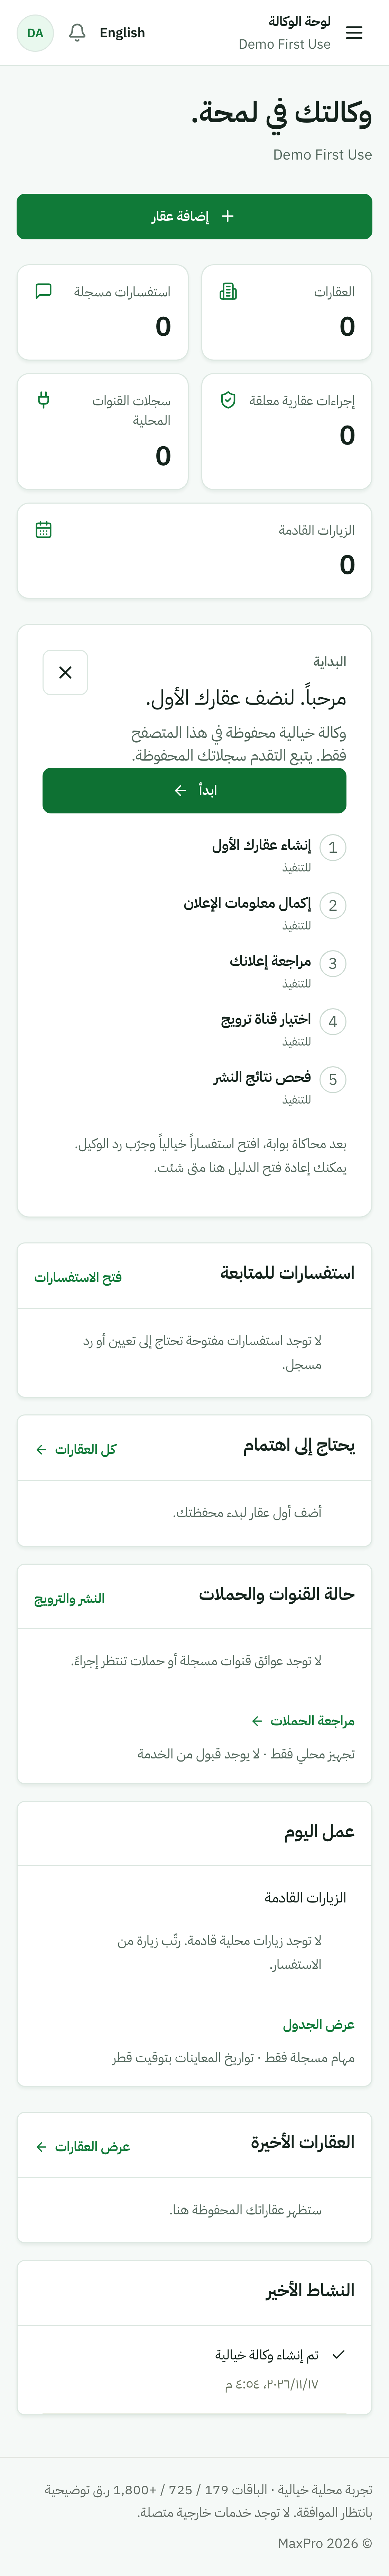 لوحة الوكالة
Demo First Use
English
DA
وكالتك في لمحة.
Demo First Use
إضافة عقار
العقارات
0
استفسارات مسجلة
0
إجراءات عقارية معلقة
0
سجلات القنوات
المحلية
0
الزيارات القادمة
0
البداية
مرحباً. لنضف عقارك الأول.
وكالة خيالية محفوظة في هذا المتصفح
فقط. يتبع التقدم سجلاتك المحفوظة.
ابدأ
1 إنشاء عقارك الأول
للتنفيذ
2 إكمال معلومات الإعلان
للتنفيذ
3 مراجعة إعلانك
للتنفيذ
4 اختيار قناة ترويج
للتنفيذ
5 فحص نتائج النشر
للتنفيذ
بعد محاكاة بوابة، افتح استفساراً خيالياً وجرّب رد الوكيل.
يمكنك إعادة فتح الدليل هنا متى شئت.
استفسارات للمتابعة
فتح الاستفسارات
لا توجد استفسارات مفتوحة تحتاج إلى تعيين أو رد
مسجل.
يحتاج إلى اهتمام
كل العقارات
أضف أول عقار لبدء محفظتك.
حالة القنوات والحملات
النشر والترويج
لا توجد عوائق قنوات مسجلة أو حملات تنتظر إجراءً.
مراجعة الحملات
تجهيز محلي فقط · لا يوجد قبول من الخدمة
عمل اليوم
الزيارات القادمة
لا توجد زيارات محلية قادمة. رتّب زيارة من
الاستفسار.
عرض الجدول
مهام مسجلة فقط · تواريخ المعاينات بتوقيت قطر
العقارات الأخيرة
عرض العقارات
ستظهر عقاراتك المحفوظة هنا.
النشاط الأخير
تم إنشاء وكالة خيالية
١٧‏/١١‏/٢٠٢٦، ٤:٥٤ م
تجربة محلية خيالية · الباقات 179 / 725 / +1,800 ر.ق توضيحية
بانتظار الموافقة. لا توجد خدمات خارجية متصلة.
© 2026 MaxPro